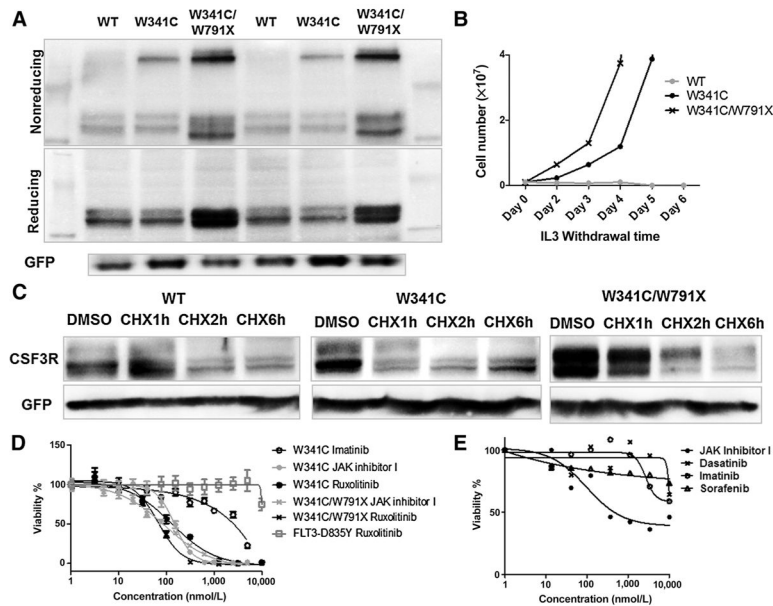 A
WT W341C W341C/ W791X WT W341C W341C/ W791X
Nonreducing
Reducing
GFP
B
Cell number (×10⁷)
4
2
0
WT
W341C
W341C/W791X
Day 0 Day 2 Day 3 Day 4 Day 5 Day 6
IL3 Withdrawal time
C
WT W341C W341C/W791X
DMSO CHX1h CHX2h CHX6h DMSO CHX1h CHX2h CHX6h DMSO CHX1h CHX2h CHX6H
CSF3R
GFP
D
Viability %
150
100
50
0
1 10 100 1,000 10,000
Concentration (nmol/L)
W341C Imatinib
W341C JAK inhibitor I
W341C Ruxolitinib
W341C/W791X JAK inhibitor I
W341C/W791X Ruxolitinib
FLT3-D835Y Ruxolitinib
E
Viability %
100
50
0
1 10 100 1,000 10,000
Concentration (nmol/L)
JAK Inhibitor I
Dasatinib
Imatinib
Sorafenib